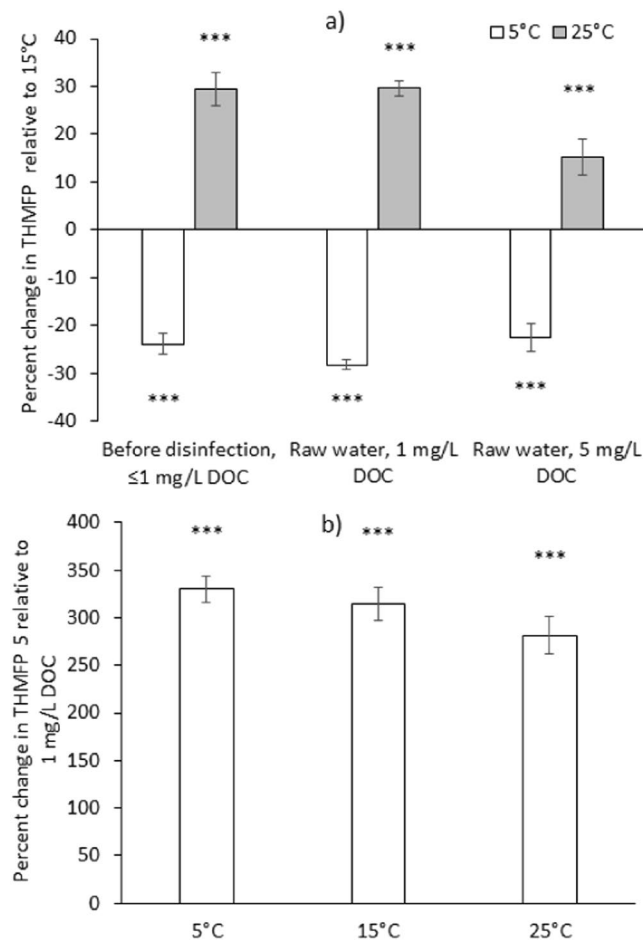 a)
5°C 25°C
Percent change in THMFP relative to 15°C
40
30
20
10
0
-10
-20
-30
-40
*** *** ***
*** *** ***
Before disinfection, Raw water, 1 mg/L Raw water, 5 mg/L
≤1 mg/L DOC DOC DOC
b)
Percent change in THMFP 5 relative to
1 mg/L DOC
400
350
300
250
200
150
100
50
0
*** *** ***
5°C 15°C 25°C